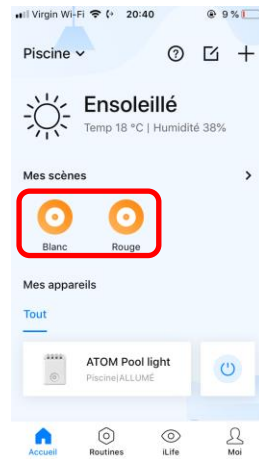 Virgin Wi-Fi 20:40 9 %
Piscine
Ensoleillé
Temp 18 °C | Humidité 38%
Mes scènes
Blanc Rouge
Mes appareils
Tout
ATOM Pool light
Piscine|ALLUMÉ
Accueil Routines iLife Moi